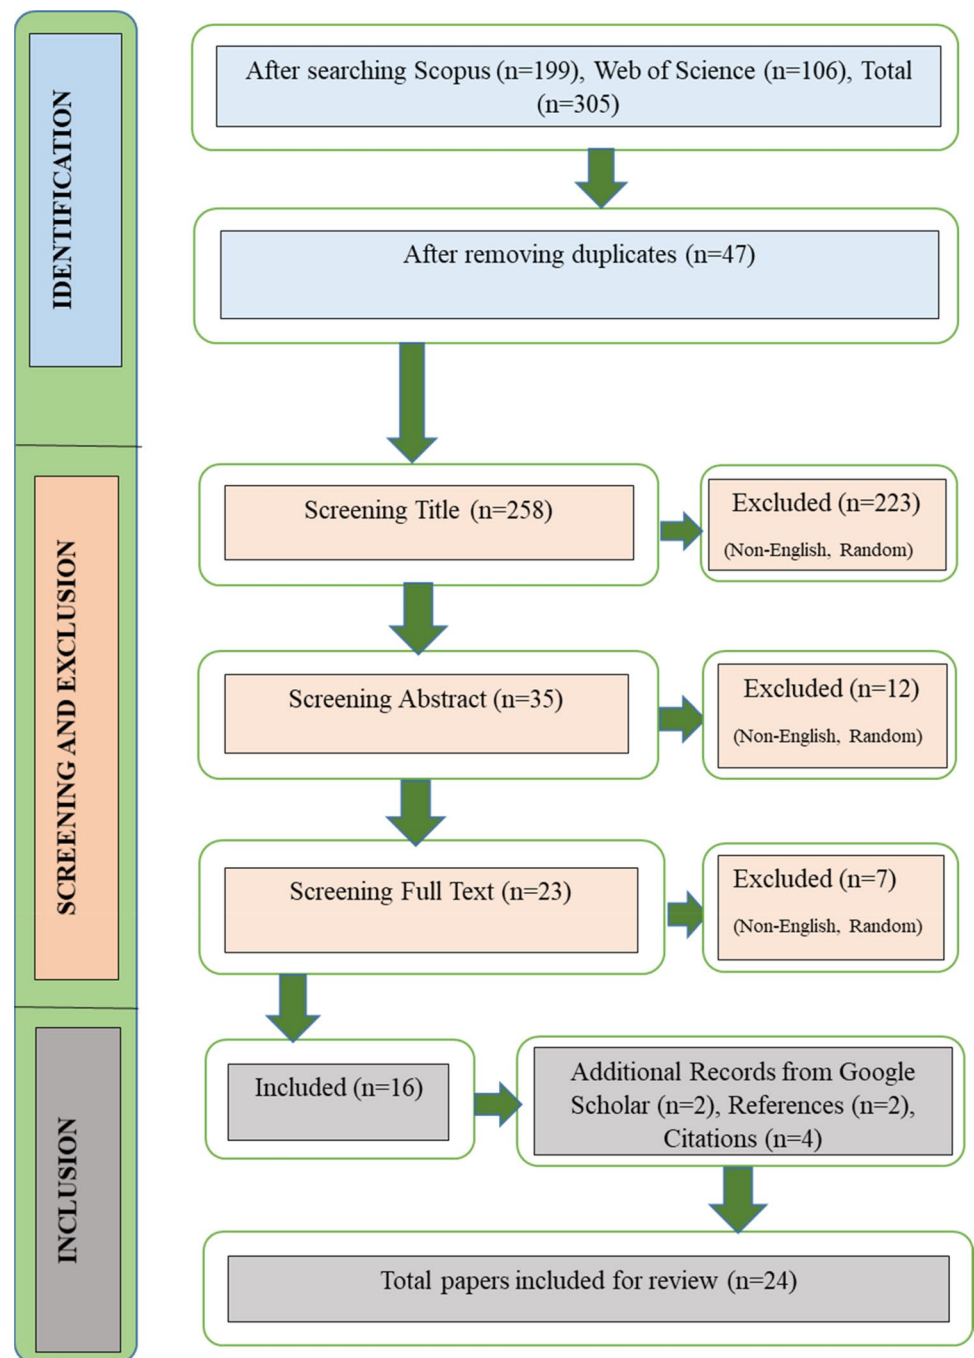 IDENTIFICATION
After searching Scopus (n=199), Web of Science (n=106), Total
(n=305)
After removing duplicates (n=47)
SCREENING AND EXCLUSION
Screening Title (n=258)
Excluded (n=223)
(Non-English, Random)
Screening Abstract (n=35)
Excluded (n=12)
(Non-English, Random)
Screening Full Text (n=23)
Excluded (n=7)
(Non-English, Random)
INCLUSION
Included (n=16)
Additional Records from Google
Scholar (n=2), References (n=2),
Citations (n=4)
Total papers included for review (n=24)